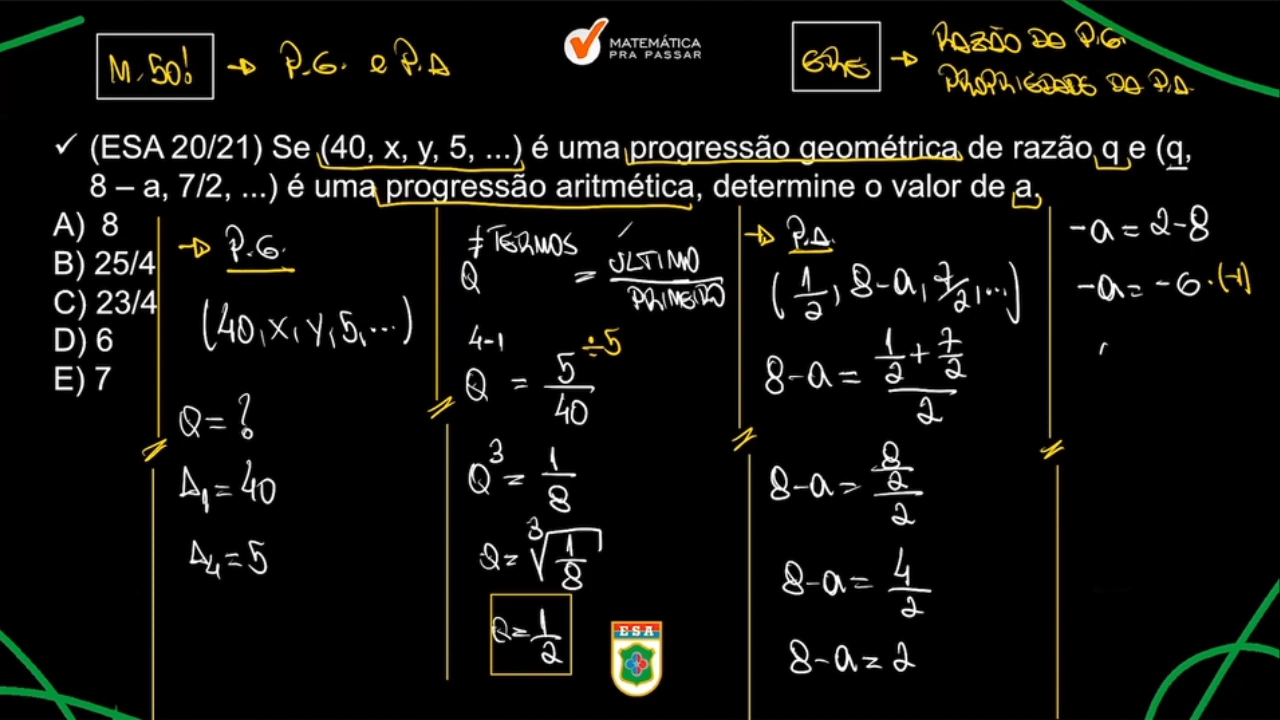 M.50! → P.G. e P.A
MATEMÁTICA
PRA PASSAR
→ RAZÃO DA P.G.
PROPRIEDADE DA P.A.
✓ (ESA 20/21) Se (40, x, y, 5, ...) é uma progressão geométrica de razão q e (q,
8 – a, 7/2, ...) é uma progressão aritmética, determine o valor de a.
A) 8
B) 25/4
C) 23/4
D) 6
E) 7
→ P.G.
(40, x, y, 5, ...)
Q = ?
A₁ = 40
A₄ = 5
Q^(≠ TERMOS) = ÚLTIMO/PRIMEIRO
Q^(4-1) = 5/40 ÷5
Q³ = 1/8
Q = ∛(1/8)
Q = 1/2
ESA
→ P.A.
(1/2, 8-a, 7/2, ...)
8-a = (1/2 + 7/2)/2
8-a = (8/2)/2
8-a = 4/2
8-a = 2
-a = 2-8
-a = -6 ·(-1)